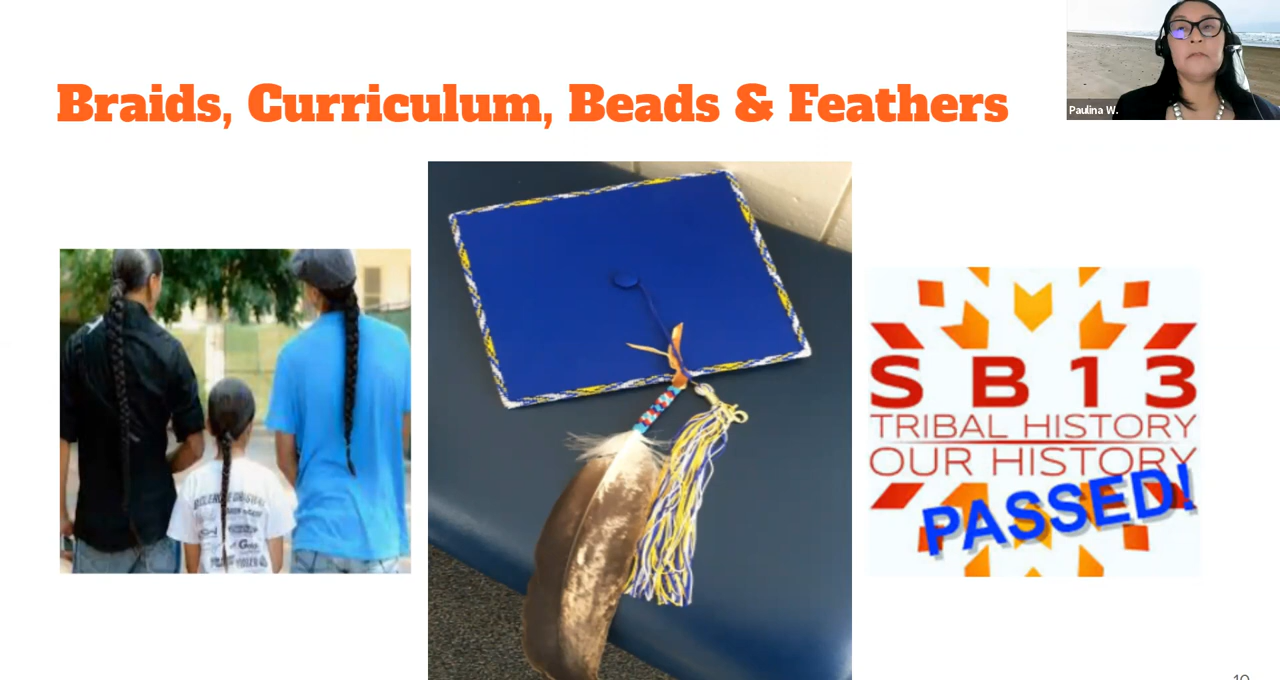 Braids, Curriculum, Beads & Feathers
Paulina W.
SB13
TRIBAL HISTORY
OUR HISTORY
PASSED!